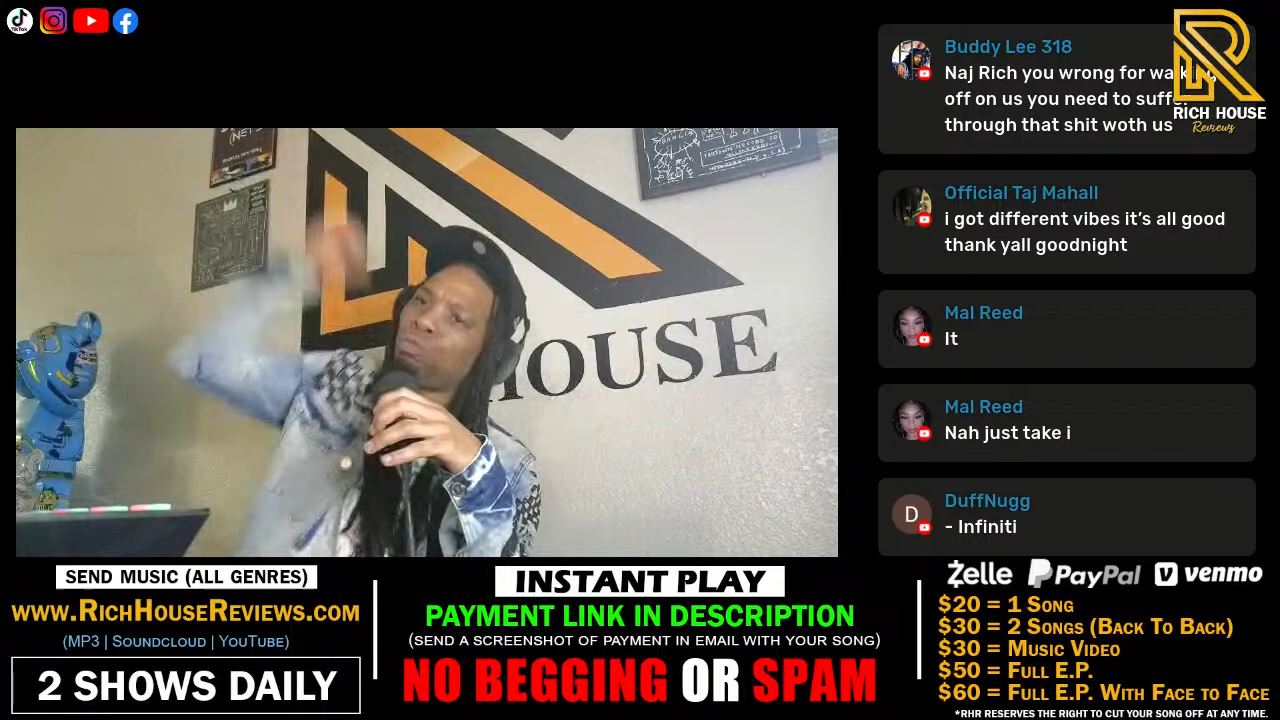 Buddy Lee 318
Naj Rich you wrong for
off on us you need to
through that shit woth us
RICH HOUSE
Reviews
Official Taj Mahall
i got different vibes it’s all good
thank yall goodnight
Mal Reed
It
Mal Reed
Nah just take i
DuffNugg
D
- Infiniti
HOUSE
SEND MUSIC (ALL GENRES)
www.RichHouseReviews.com
(MP3 | Soundcloud | YouTube)
2 SHOWS DAILY
INSTANT PLAY
PAYMENT LINK IN DESCRIPTION
(SEND A SCREENSHOT OF PAYMENT IN EMAIL WITH YOUR SONG)
NO BEGGING OR SPAM
Zelle PayPal venmo
$20 = 1 Song
$30 = 2 Songs (Back To Back)
$30 = Music Video
$50 = Full E.P.
$60 = Full E.P. With Face to Face
*RHR RESERVES THE RIGHT TO CUT YOUR SONG OFF AT ANY TIME.